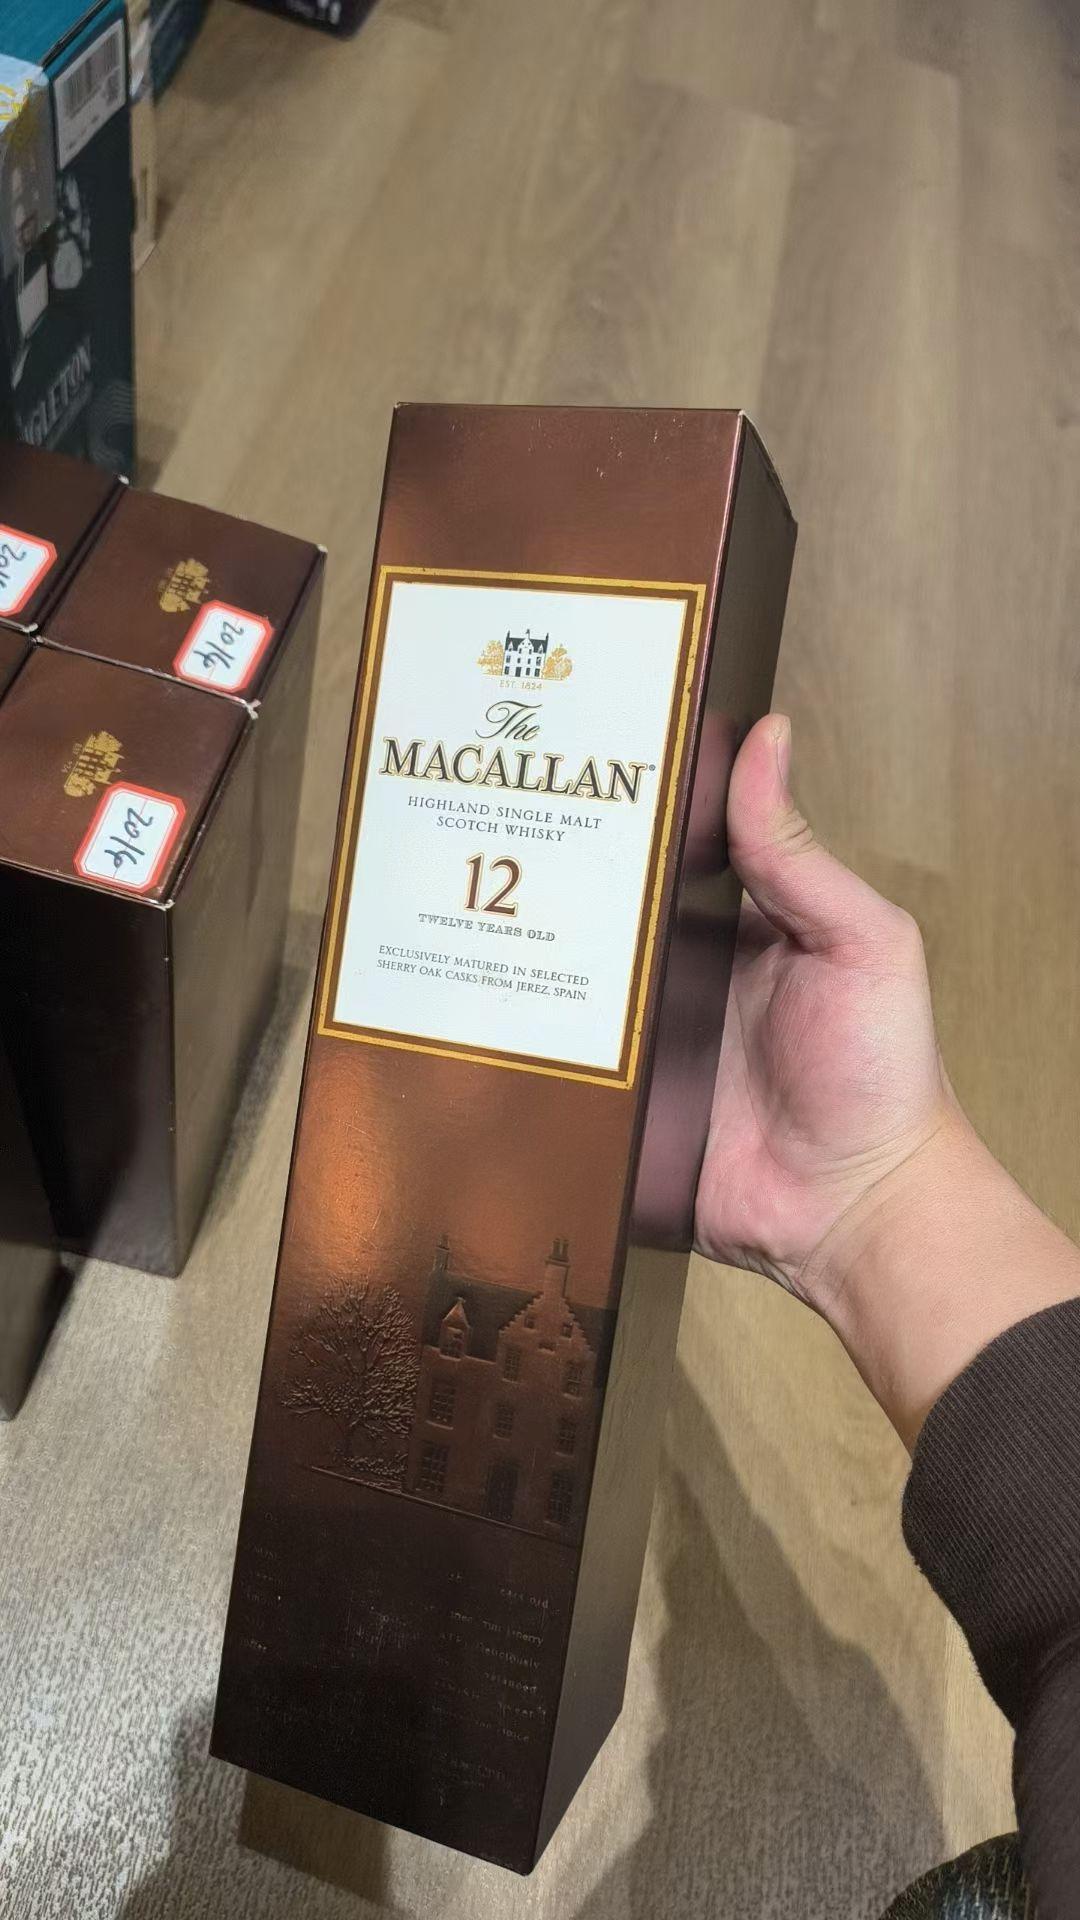 NGLETON
2016
2016
2016
EST. 1824
The
MACALLAN
HIGHLAND SINGLE MALT
SCOTCH WHISKY
12
TWELVE YEARS OLD
EXCLUSIVELY MATURED IN SELECTED
SHERRY OAK CASKS FROM JEREZ, SPAIN